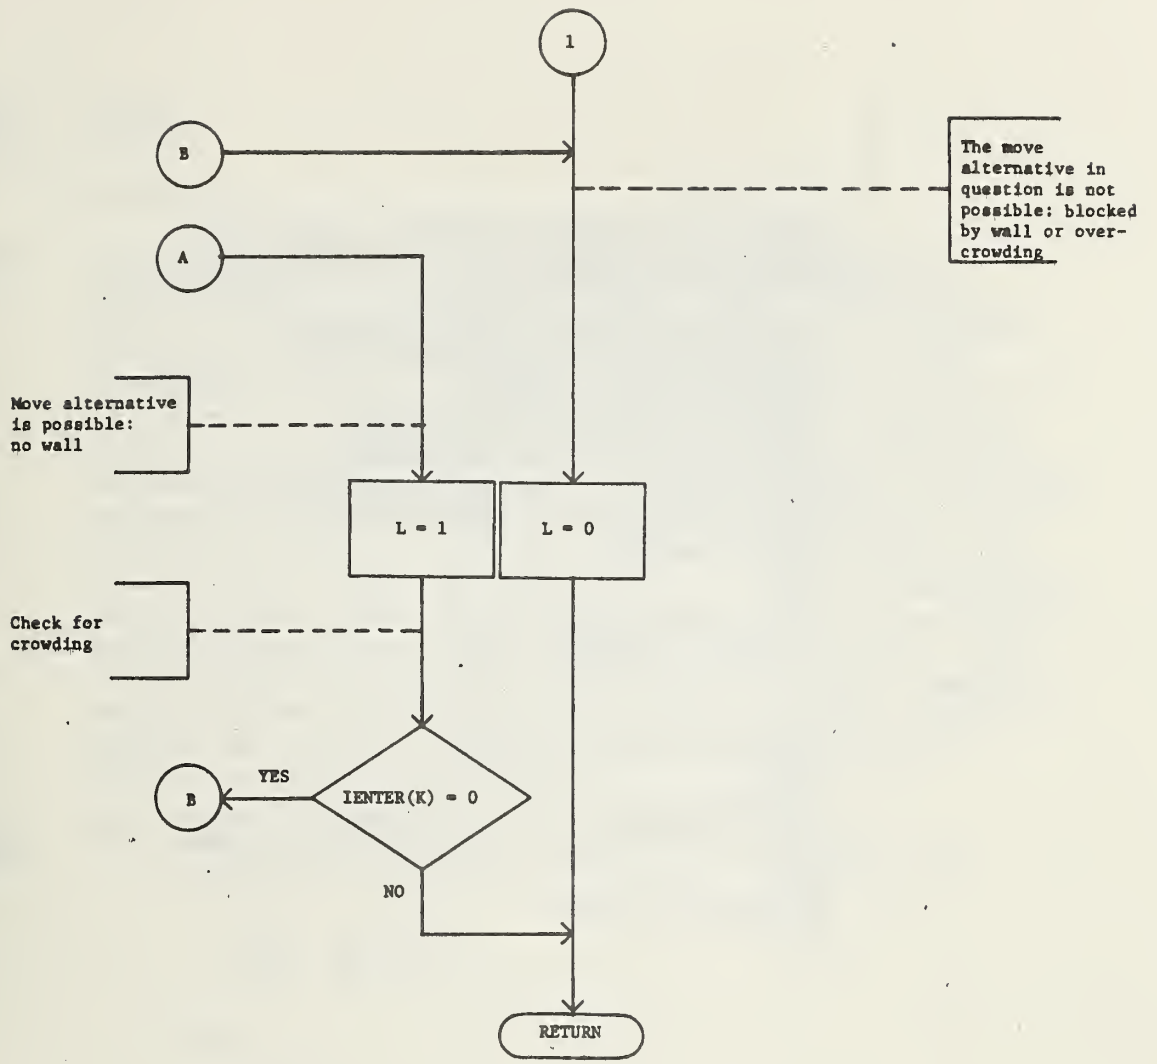 1
B
The move
alternative in
question is not
possible: blocked
by wall or over-
crowding
A
Move alternative
is possible:
no wall
L = 1
L = 0
Check for
crowding
YES
B
IENTER(K) = 0
NO
RETURN